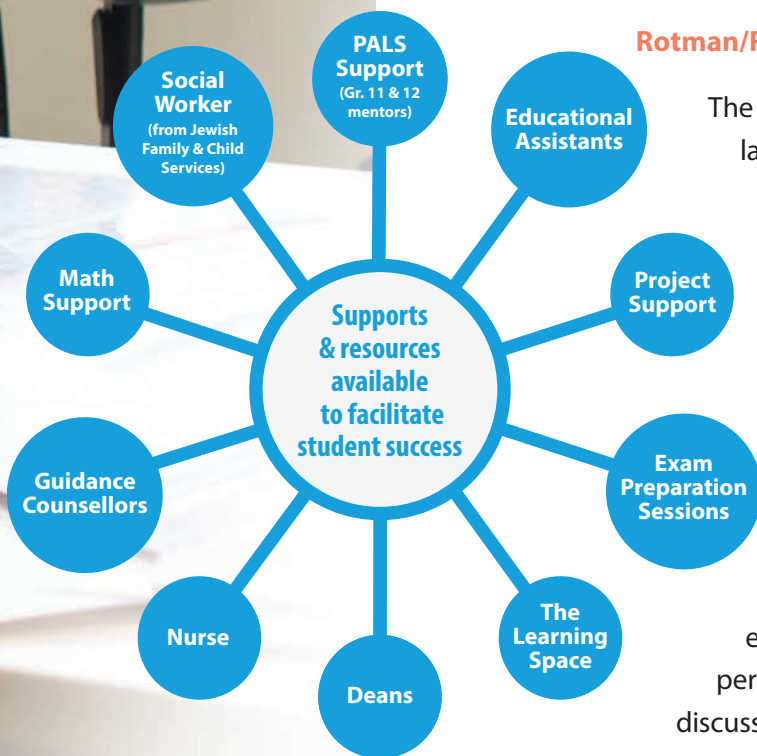 Rotman/
The
la
PALS
Support
(Gr. 11 & 12
mentors)
Social
Worker
(from Jewish
Family & Child
Services)
Educational
Assistants
Math
Support
Project
Support
Supports
& resources
available
to facilitate
student success
Guidance
Counsellors
Exam
Preparation
Sessions
Nurse
Deans
The
Learning
Space
e
per
discuss